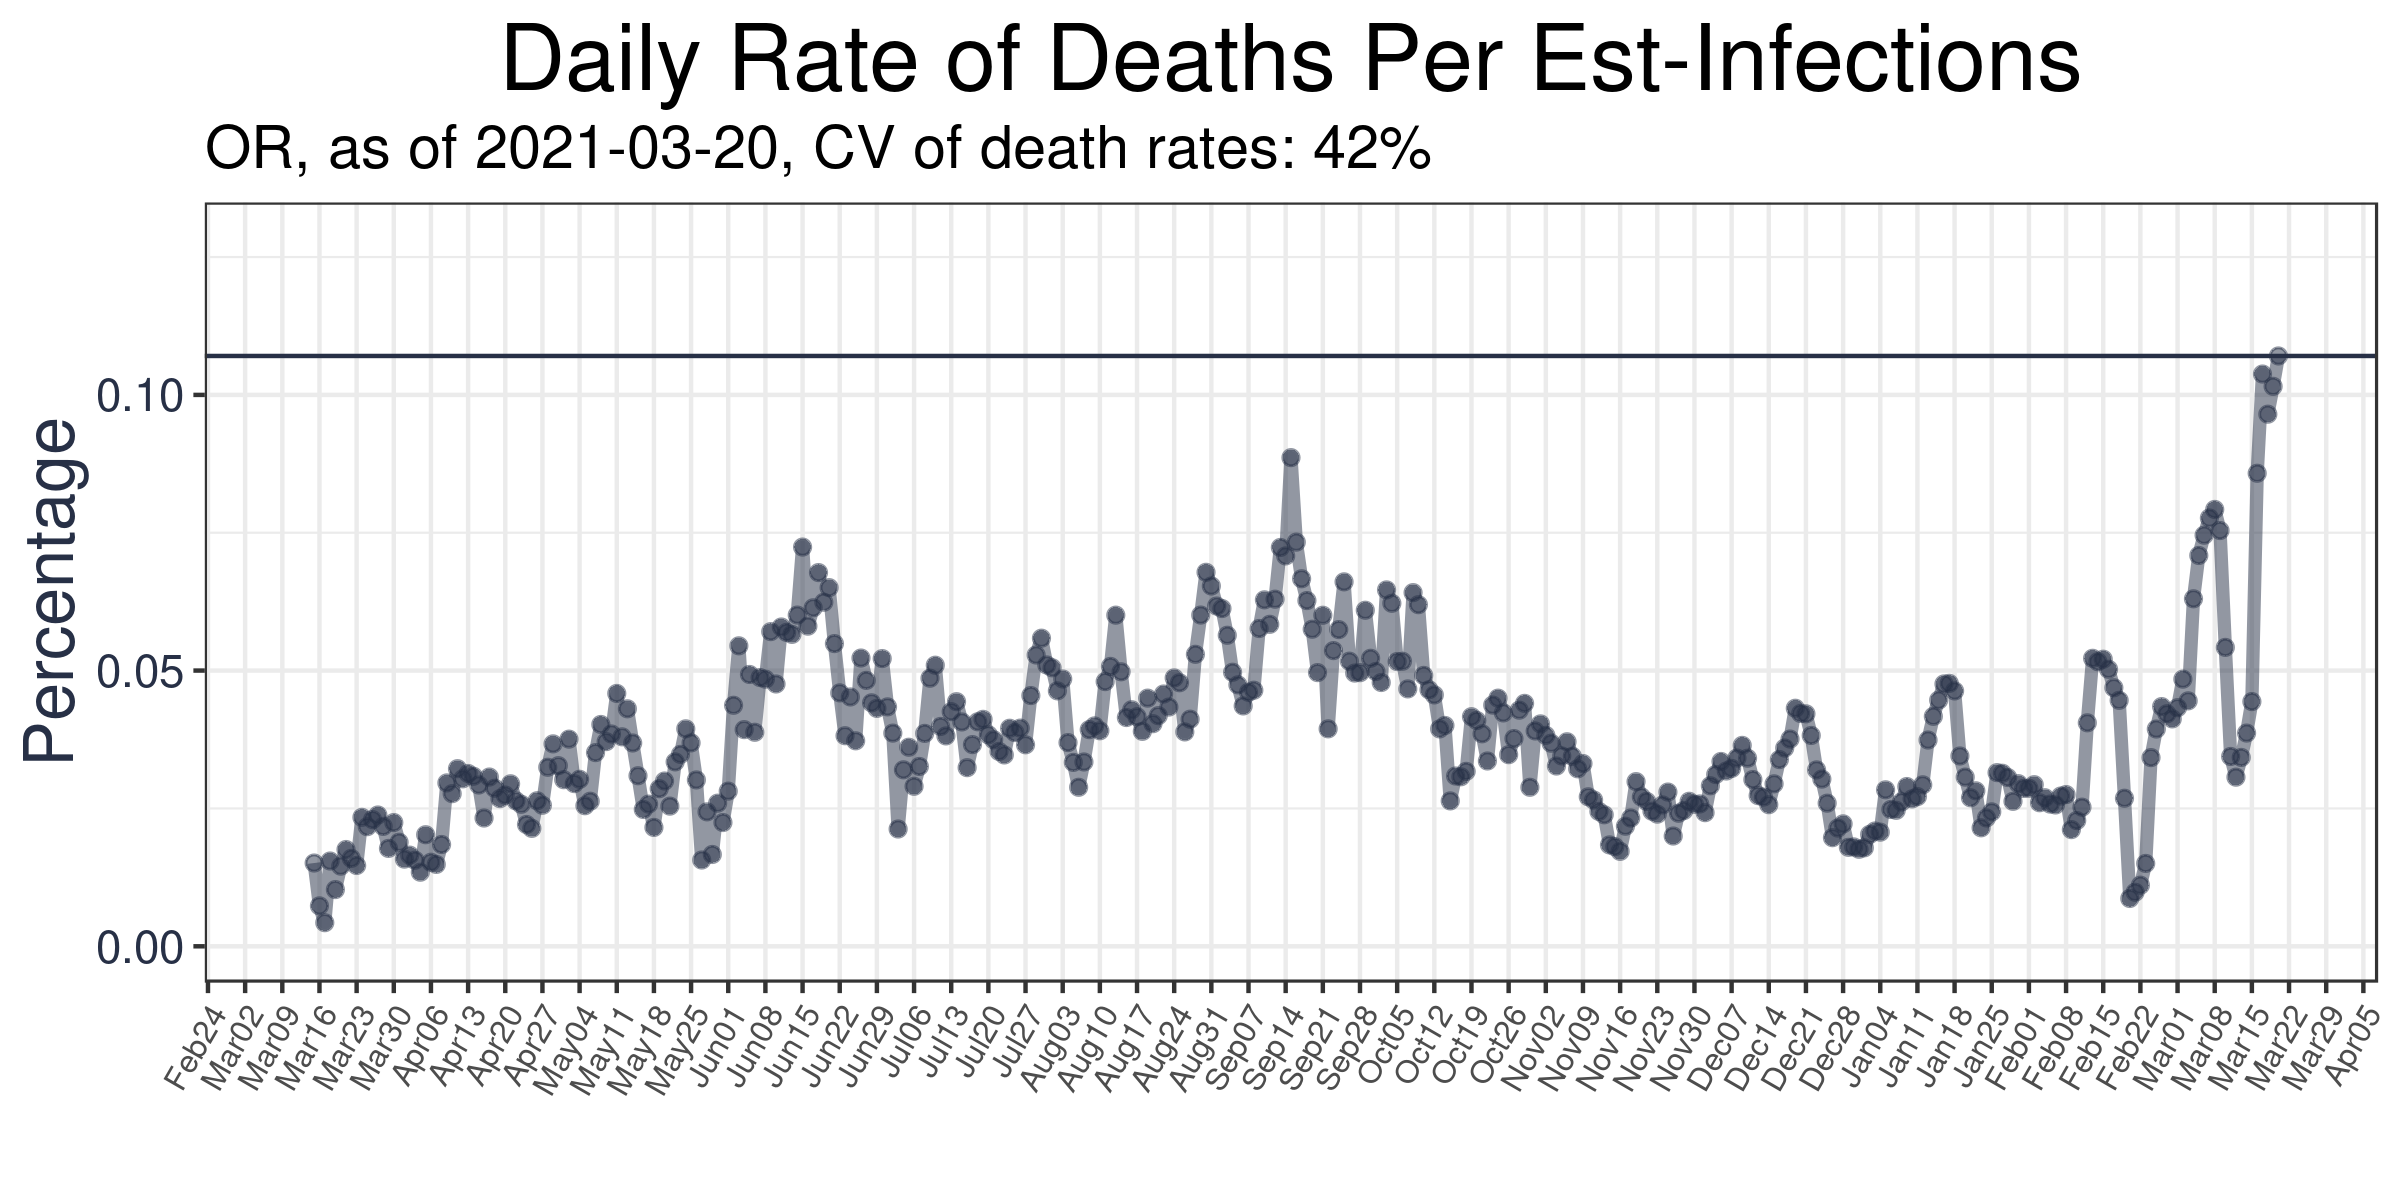 Daily Rate of Deaths Per Est-Infections
OR, as of 2021-03-20, CV of death rates: 42%
Percentage
0.10
0.05
0.00
Feb24 Mar02 Mar09 Mar16 Mar23 Mar30 Apr06 Apr13 Apr20 Apr27 May04 May11 May18 May25 Jun01 Jun08 Jun15 Jun22 Jun29 Jul06 Jul13 Jul20 Jul27 Aug03 Aug10 Aug17 Aug24 Aug31 Sep07 Sep14 Sep21 Sep28 Oct05 Oct12 Oct19 Oct26 Nov02 Nov09 Nov16 Nov23 Nov30 Dec07 Dec14 Dec21 Dec28 Jan04 Jan11 Jan18 Jan25 Feb01 Feb08 Feb15 Feb22 Mar01 Mar08 Mar15 Mar22 Mar29 Apr05